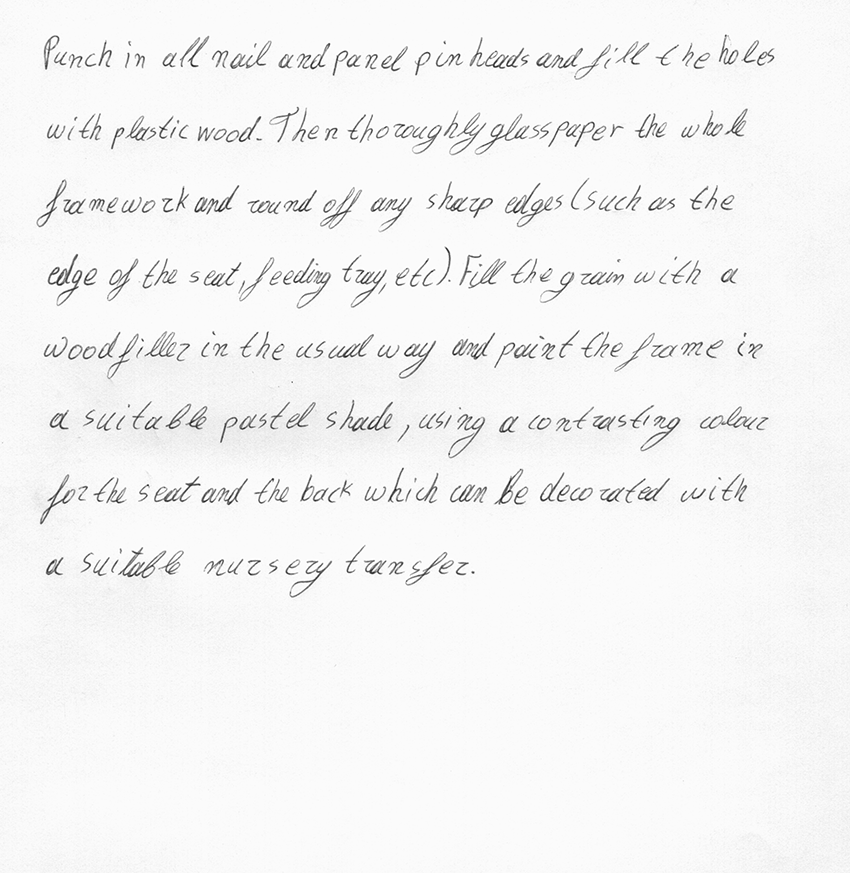 Punch in all nail and panel pin heads and fill the holes
with plastic wood. Then thoroughly glasspaper the whole
framework and round off any sharp edges (such as the
edge of the seat, feeding tray, etc). Fill the grain with a
woodfiller in the usual way and paint the frame in
a suitable pastel shade, using a contrasting colour
for the seat and the back which can be decorated with
a suitable nursery transfer.